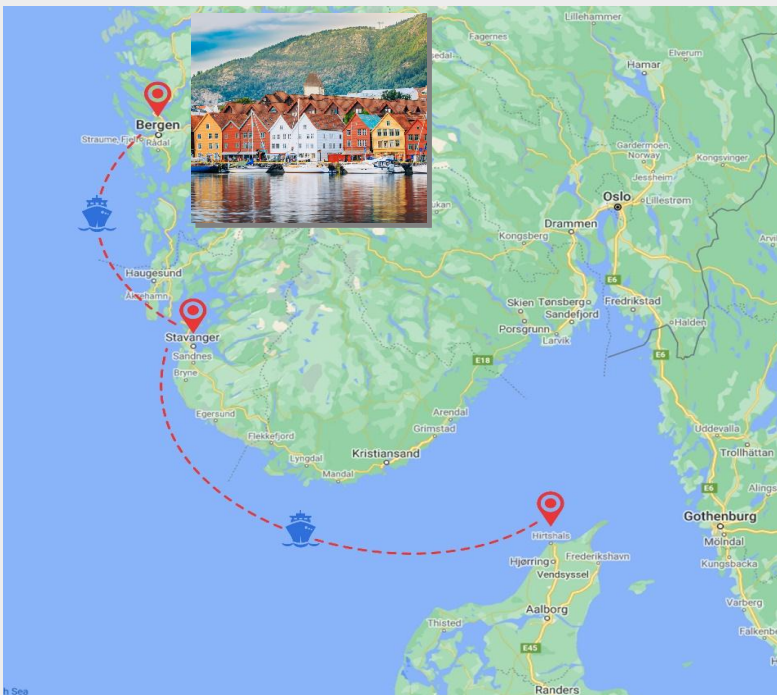 Lillehammer
Fagernes
Elverum
Hamar
Bergen
Rådal
Gardermoen,
Norway
Kongsvinger
Jessheim
Oslo
Lillestrøm
Drammen
Kongsberg
Haugesund
E6
Skien
Tønsberg
Fredrikstad
Sandefjord
Porsgrunn
Halden
Larvik
Stavanger
Sandnes
Bryne
E18
E6
Egersund
Arendal
Grimstad
Flekkefjord
Uddevalla
Trollhättan
Kristiansand
Lyngdal
Mandal
E6
Gothenburg
Mölndal
Kungsbacka
Hirtshals
Hjørring
Frederikshavn
Vendsyssel
Varberg
Aalborg
Thisted
E45
Randers
h Sea